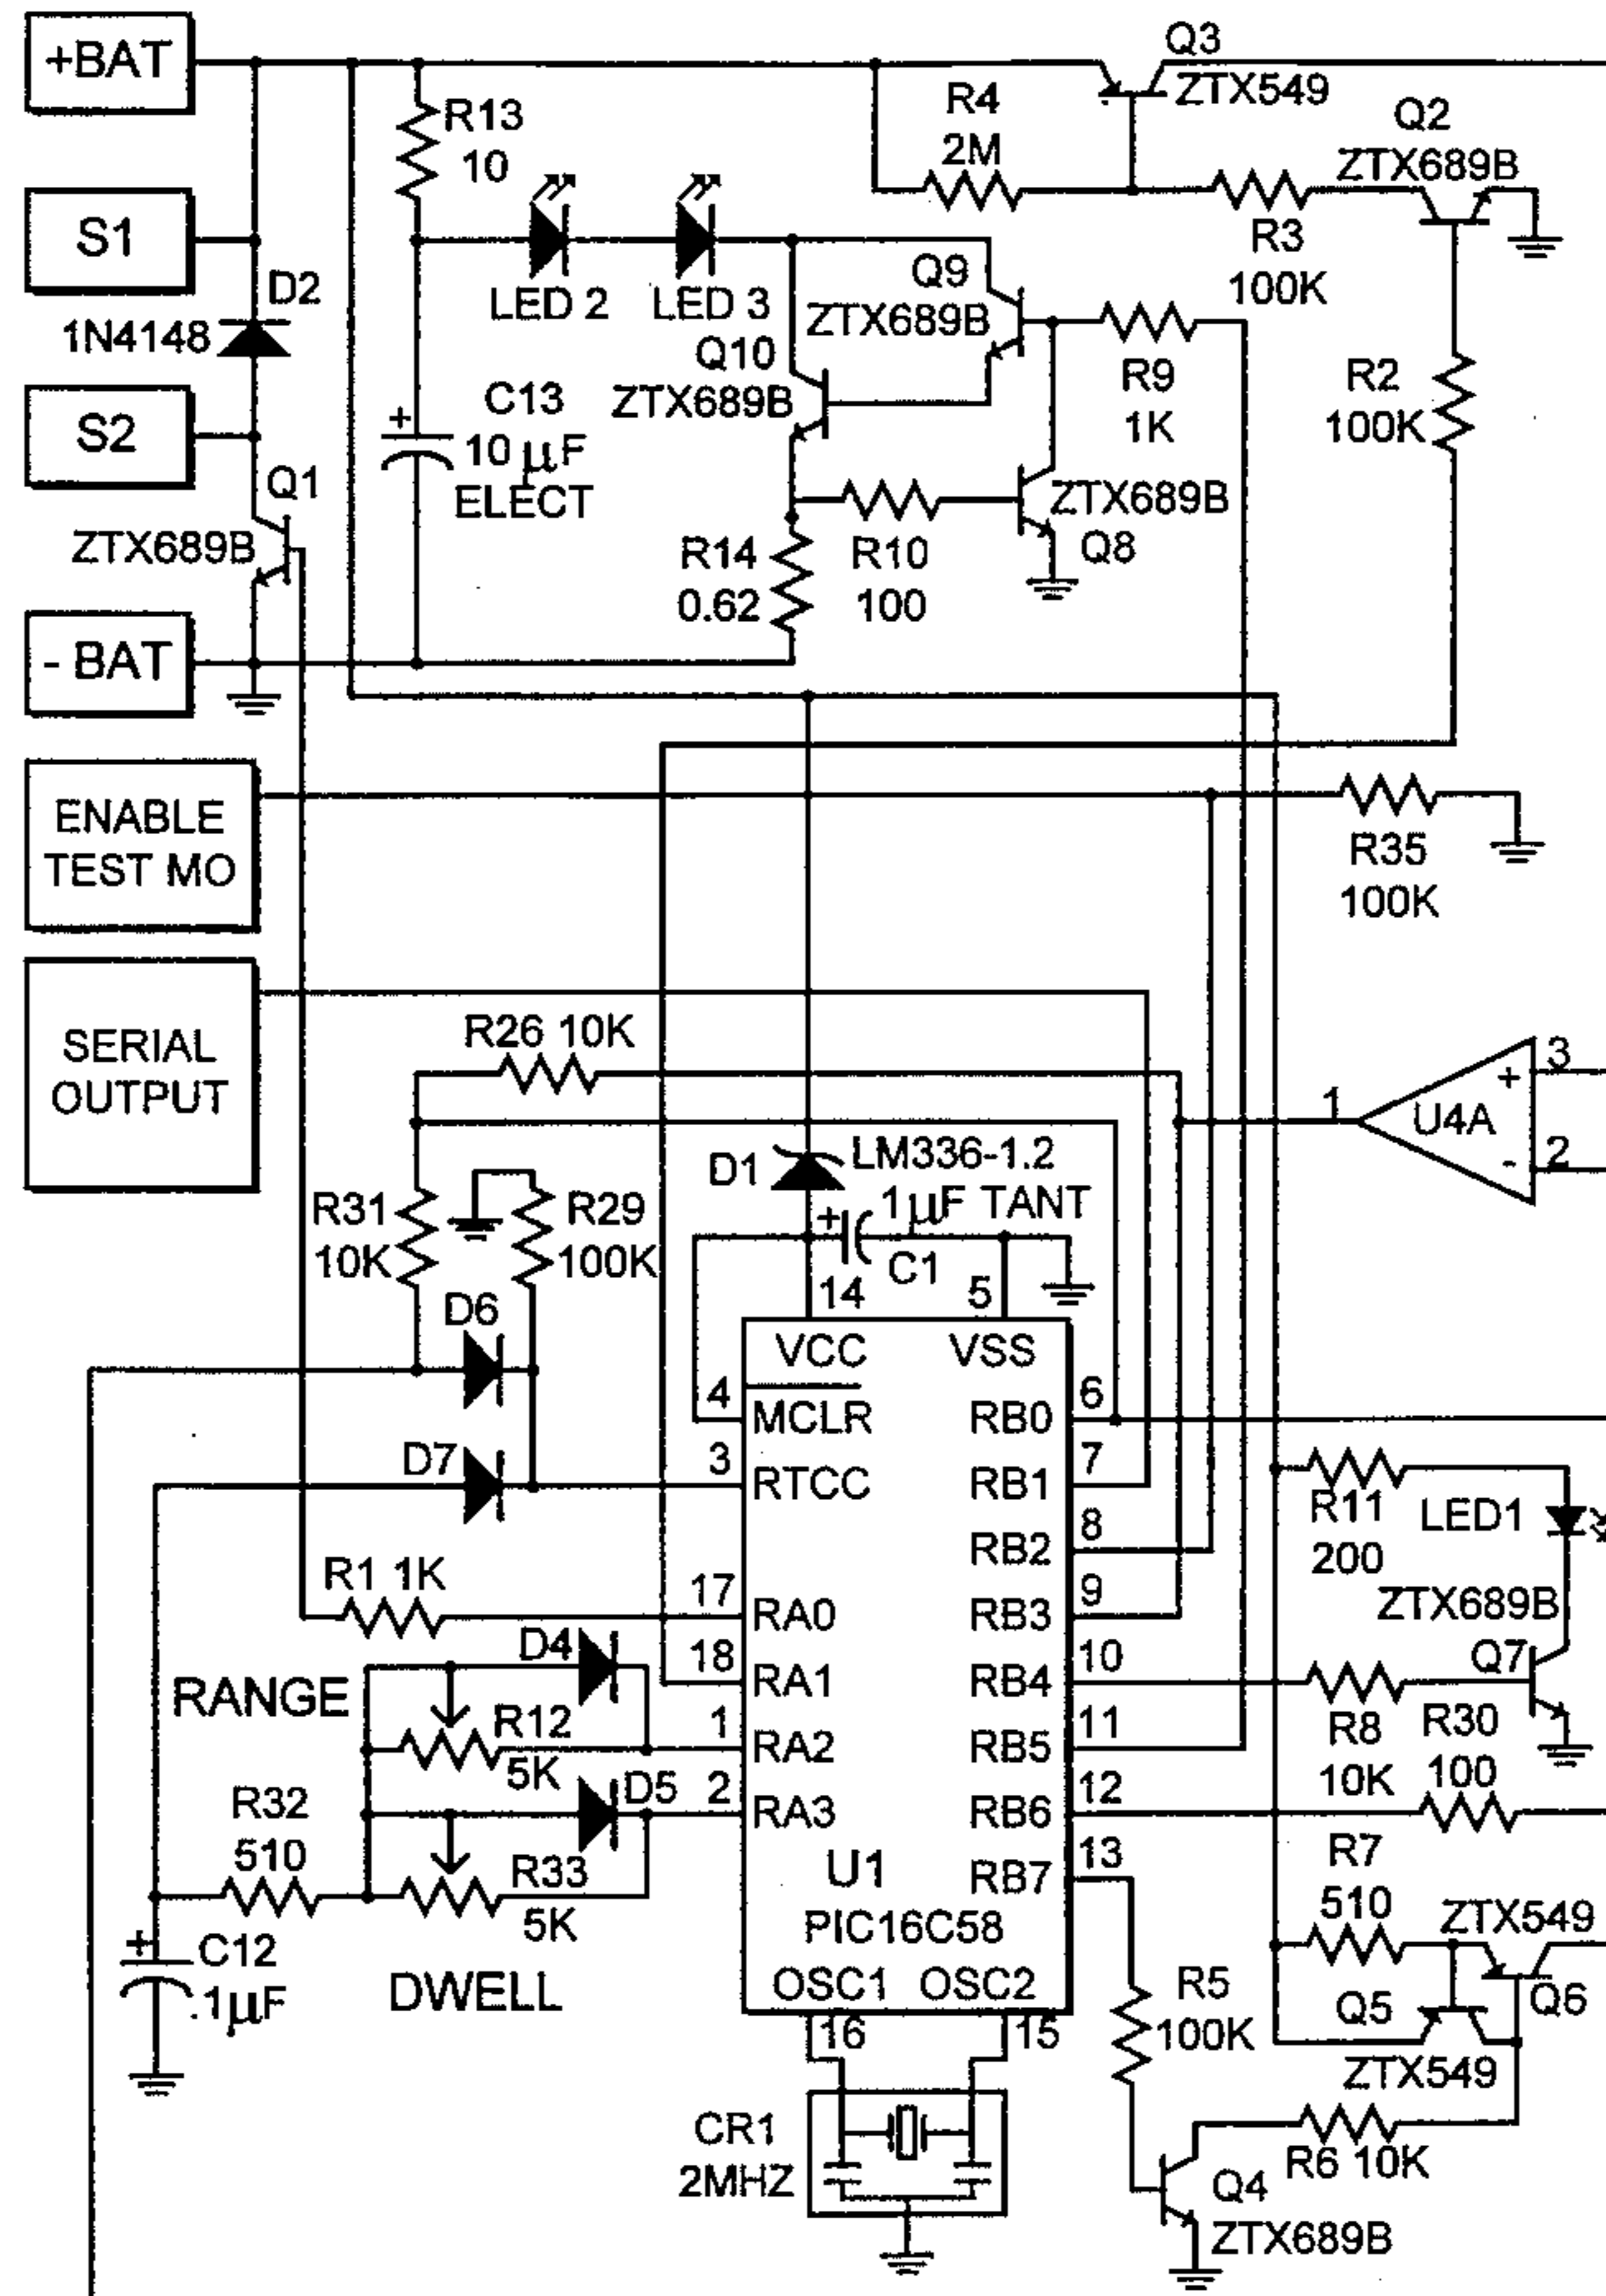 +BAT
Q3
ZTX549
R4
2M
Q2
ZTX689B
R13
10
S1
R3
100K
D2
1N4148
LED 2
LED 3
Q9
ZTX689B
Q10
ZTX689B
R9
1K
R2
100K
S2
+
C13
10 µF
ELECT
Q1
ZTX689B
ZTX689B
Q8
R14
0.62
R10
100
- BAT
ENABLE
TEST MO
R35
100K
SERIAL
OUTPUT
R26 10K
1
U4A
+
-
3
2
D1
LM336-1.2
+
1µF TANT
C1
R31
10K
R29
100K
14
5
D6
VCC
VSS
4
MCLR
RB0
6
D7
3
RTCC
RB1
7
R11
200
LED1
RB2
8
R1 1K
17
RA0
RB3
9
ZTX689B
Q7
D4
18
RA1
RB4
10
RANGE
R12
5K
1
RA2
RB5
11
R8
10K
R30
100
D5
2
RA3
RB6
12
R32
510
R33
5K
U1
PIC16C58
RB7
13
R7
510
ZTX549
+
C12
.1µF
DWELL
OSC1
OSC2
16
15
R5
100K
Q5
Q6
ZTX549
CR1
2MHZ
R6 10K
Q4
ZTX689B